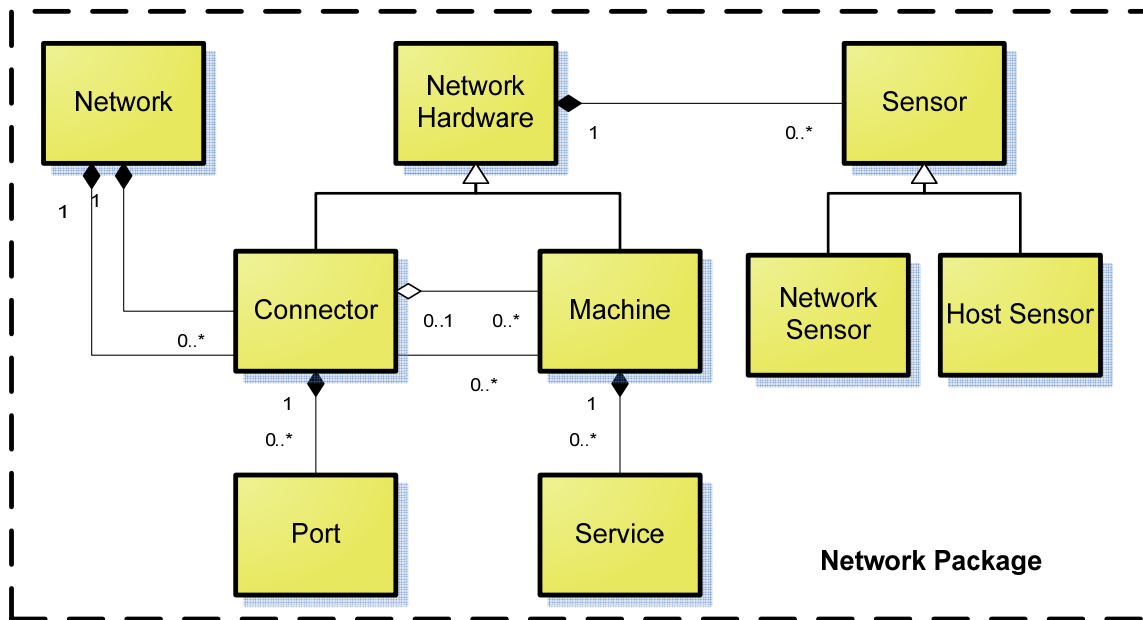 Network
Network
Hardware
1
0..*
Sensor
1
1
Connector
0..*
0..1
0..*
Machine
0..*
Network
Sensor
Host Sensor
1
0..*
1
0..*
Port
Service
Network Package